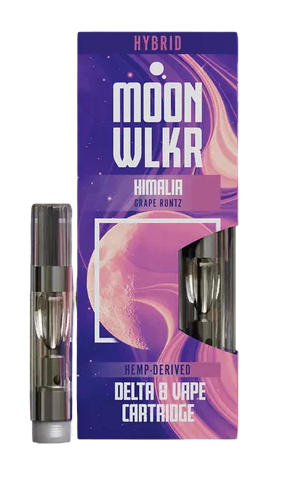 HYBRID
MOON
WLKR
HIMALIA
GRAPE RUNTZ
HEMP-DERIVED
DELTA 8 VAPE
CARTRIDGE